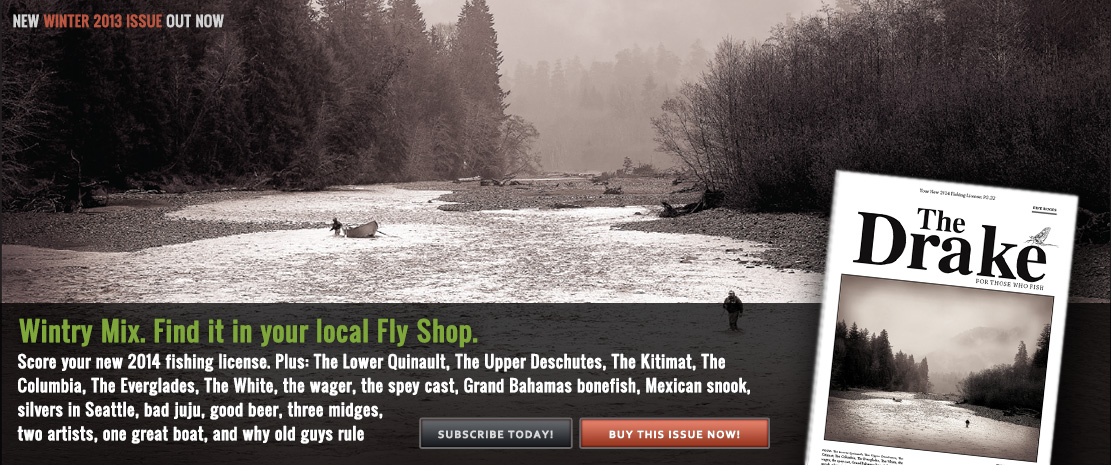 NEW WINTER 2013 ISSUE OUT NOW
Wintry Mix. Find it in your local Fly Shop.
Score your new 2014 fishing license. Plus: The Lower Quinault, The Upper Deschutes, The Kitimat, The
Columbia, The Everglades, The White, the wager, the spey cast, Grand Bahamas bonefish, Mexican snook,
silvers in Seattle, bad juju, good beer, three midges,
two artists, one great boat, and why old guys rule
SUBSCRIBE TODAY!
BUY THIS ISSUE NOW!
Your New 2014 Fishing License, PG.22
The
Drake
FOR THOSE WHO FISH